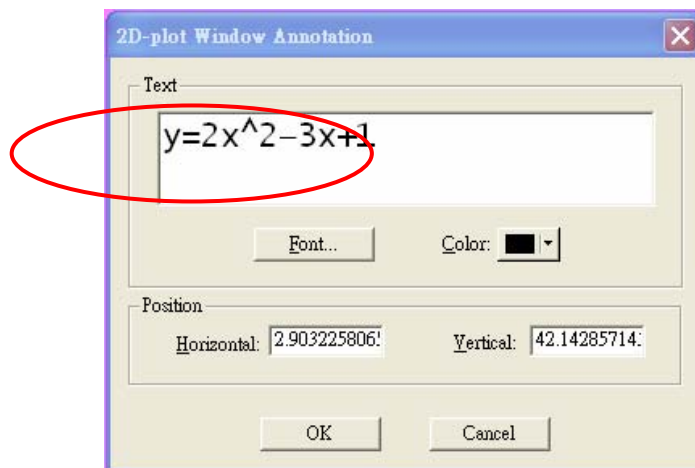 2D-plot Window Annotation
Text
y=2x^2-3x+1
Font...
Color:
Position
Horizontal: 2.903225806
Vertical: 42.14285714
OK
Cancel